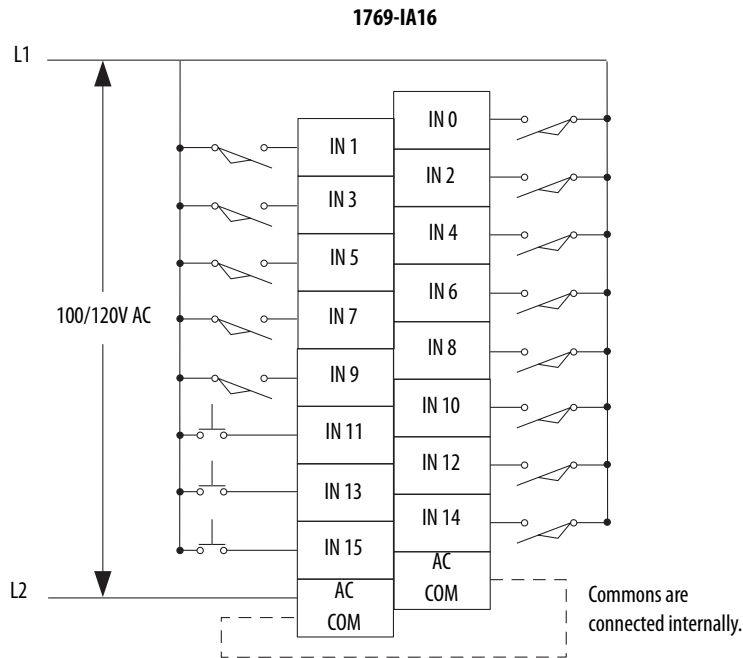 1769-IA16
L1
IN 0
IN 1
IN 2
IN 3
IN 4
IN 5
IN 6
100/120V AC
IN 7
IN 8
IN 9
IN 10
IN 11
IN 12
IN 13
IN 14
IN 15
AC
COM
L2
AC
COM
Commons are
connected internally.